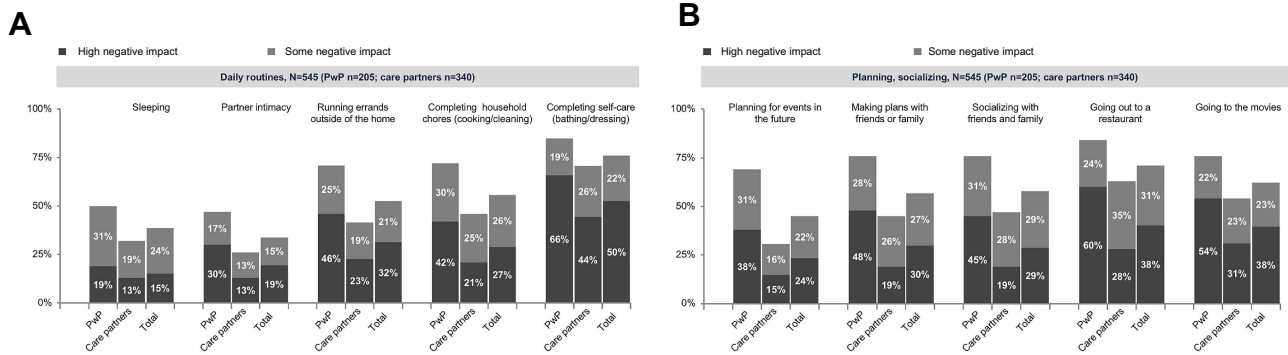 A
High negative impact
Some negative impact
Daily routines, N=545 (PwP n=205; care partners n=340)
100%
75%
50%
25%
0%
Sleeping
31%
19%
19%
13%
24%
15%
PwP
Care partners
Total
Partner intimacy
17%
30%
13%
13%
15%
19%
PwP
Care partners
Total
Running errands
outside of the home
25%
46%
19%
23%
21%
32%
PwP
Care partners
Total
Completing household
chores (cooking/cleaning)
30%
42%
25%
21%
26%
27%
PwP
Care partners
Total
Completing self-care
(bathing/dressing)
19%
66%
26%
44%
22%
50%
PwP
Care partners
Total
B
High negative impact
Some negative impact
Planning, socializing, N=545 (PwP n=205; care partners n=340)
100%
75%
50%
25%
0%
Planning for events in
the future
31%
38%
16%
15%
22%
24%
PwP
Care partners
Total
Making plans with
friends or family
28%
48%
26%
19%
27%
30%
PwP
Care partners
Total
Socializing with
friends and family
31%
45%
28%
19%
29%
29%
PwP
Care partners
Total
Going out to a
restaurant
24%
60%
35%
28%
31%
38%
PwP
Care partners
Total
Going to the movies
22%
54%
23%
31%
23%
38%
PwP
Care partners
Total